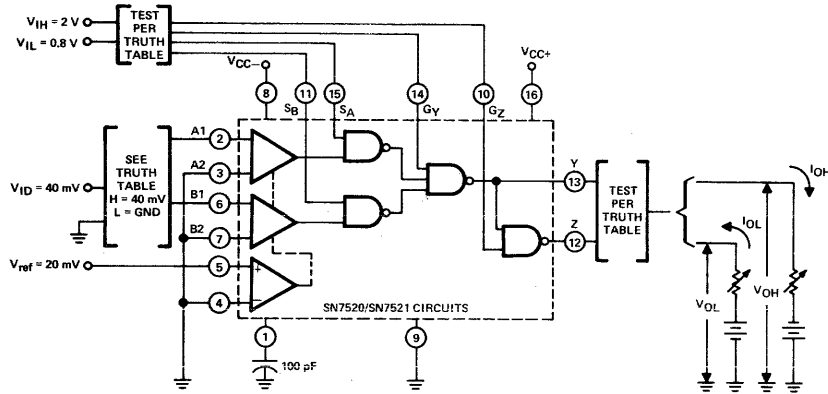 VIH = 2 V
VIL = 0.8 V
TEST
PER
TRUTH
TABLE
VCC−
VCC+
8
11
15
14
10
16
SB
SA
GY
GZ
SEE
TRUTH
TABLE
H = 40 mV
L = GND
VID = 40 mV
Vref = 20 mV
A1
2
A2
3
B1
6
B2
7
5
+
4
−
Y
13
Z
12
TEST
PER
TRUTH
TABLE
IOH
IOL
VOL
VOH
SN7520/SN7521 CIRCUITS
1
9
100 pF